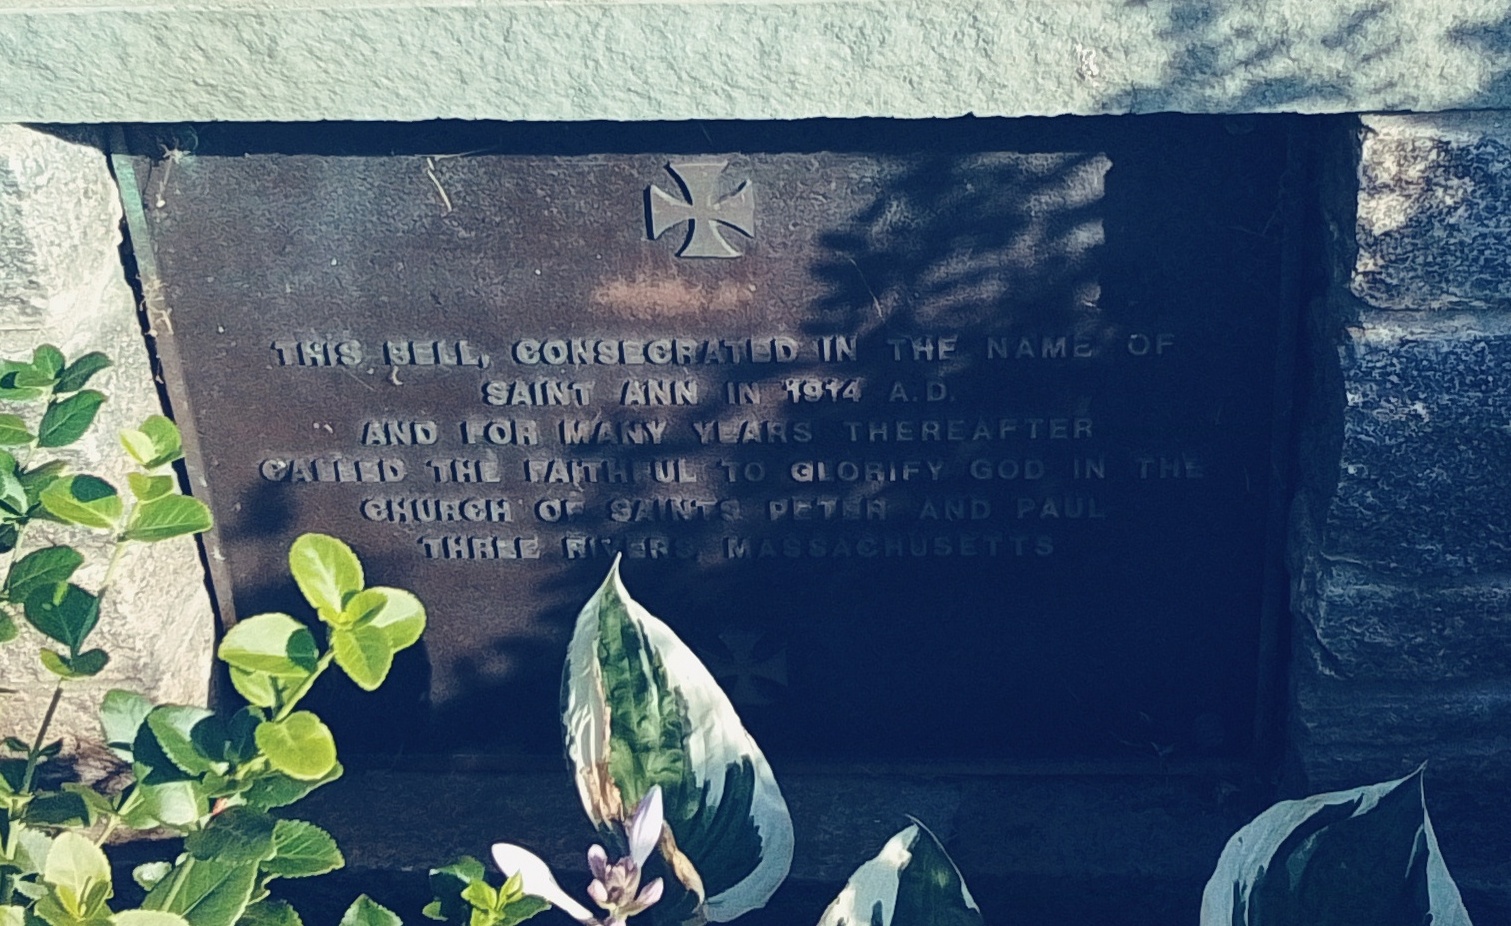 THIS BELL, CONSECRATED IN THE NAME OF
SAINT ANN IN 1914 A.D.
AND FOR MANY YEARS THEREAFTER
CALLED THE FAITHFUL TO GLORIFY GOD IN THE
CHURCH OF SAINTS PETER AND PAUL
THREE RIVERS, MASSACHUSETTS